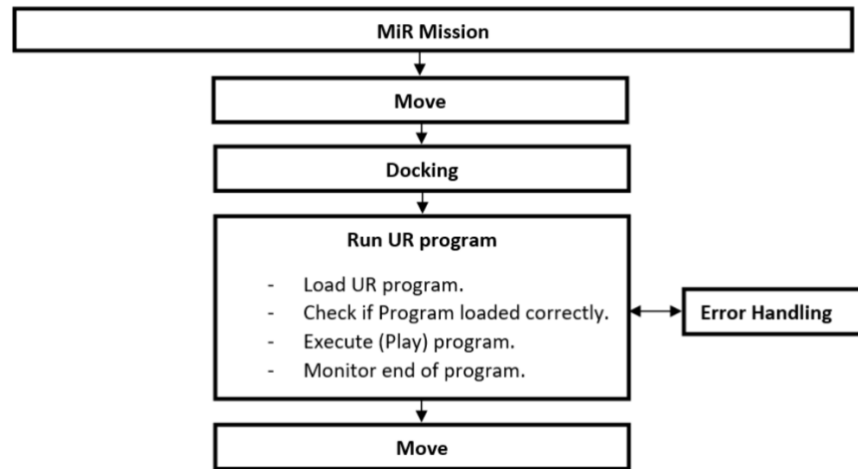 MiR Mission
Move
Docking
Run UR program
- Load UR program.
- Check if Program loaded correctly.
- Execute (Play) program.
- Monitor end of program.
Error Handling
Move